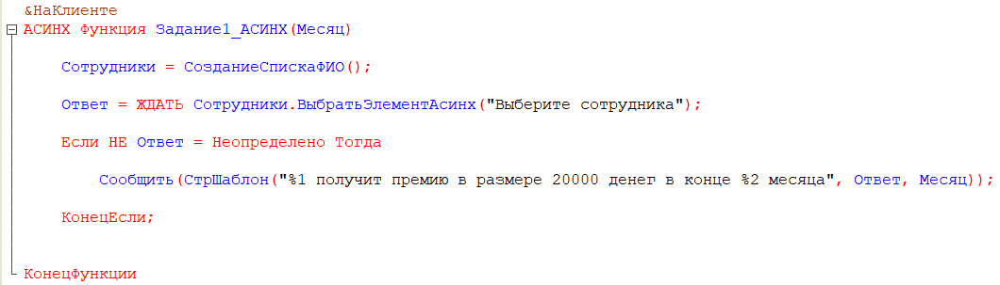 &НаКлиенте
АСИНХ Функция Задание1_АСИНХ(Месяц)
Сотрудники = СозданиеСпискаФИО();
Ответ = ЖДАТЬ Сотрудники.ВыбратьЭлементАсинх("Выберите сотрудника");
Если НЕ Ответ = Неопределено Тогда
Сообщить(СтрШаблон("%1 получит премию в размере 20000 денег в конце %2 месяца", Ответ, Месяц));
КонецЕсли;
КонецФункции